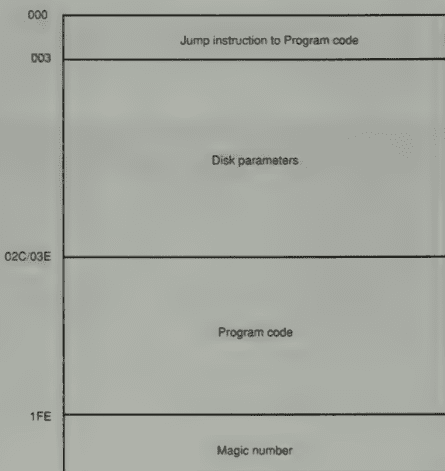 000
Jump instruction to Program code
003
Disk parameters
02C/03E
Program code
1FE
Magic number